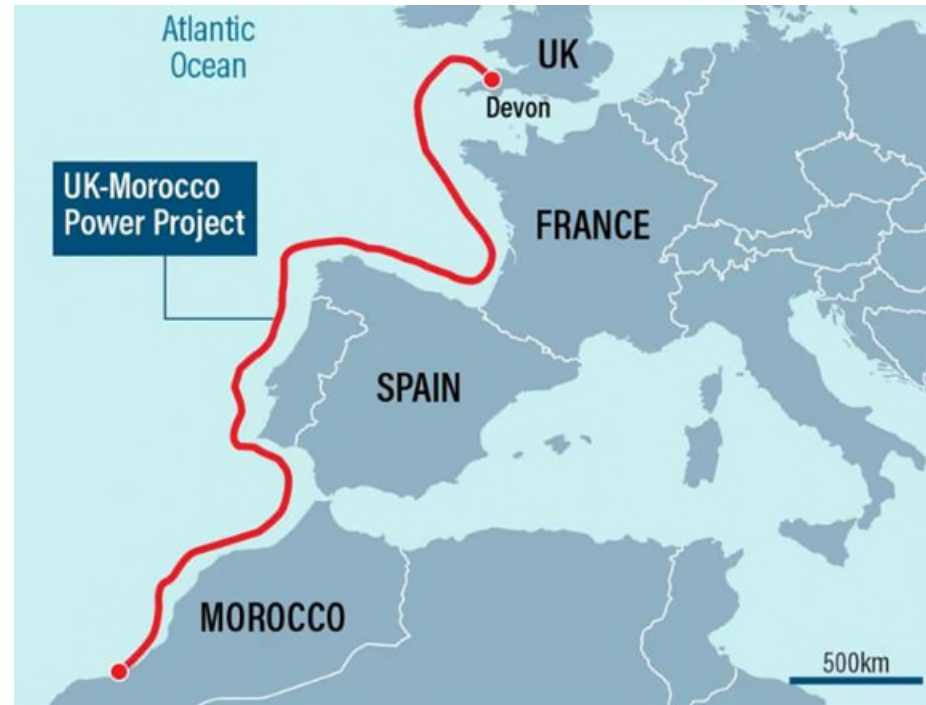 Atlantic
Ocean
UK
Devon
UK-Morocco
Power Project
FRANCE
SPAIN
MOROCCO
500km